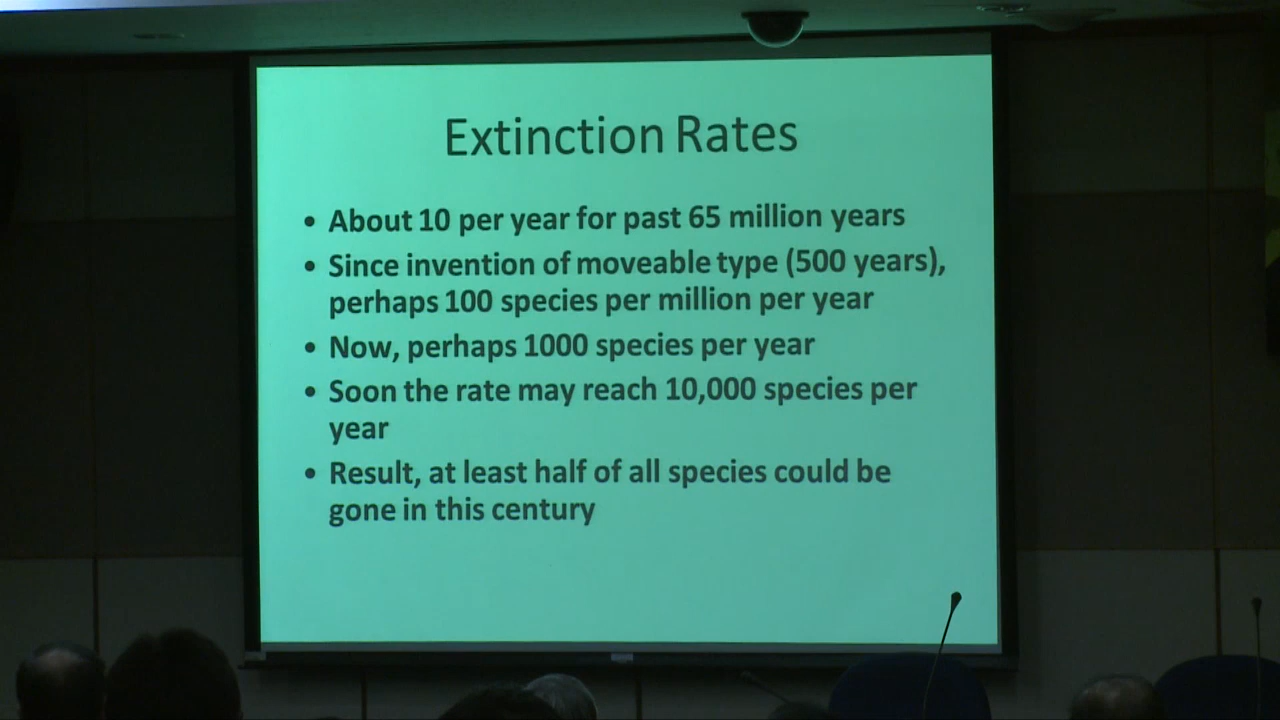 Extinction Rates
• About 10 per year for past 65 million years
• Since invention of moveable type (500 years),
perhaps 100 species per million per year
• Now, perhaps 1000 species per year
• Soon the rate may reach 10,000 species per
year
• Result, at least half of all species could be
gone in this century